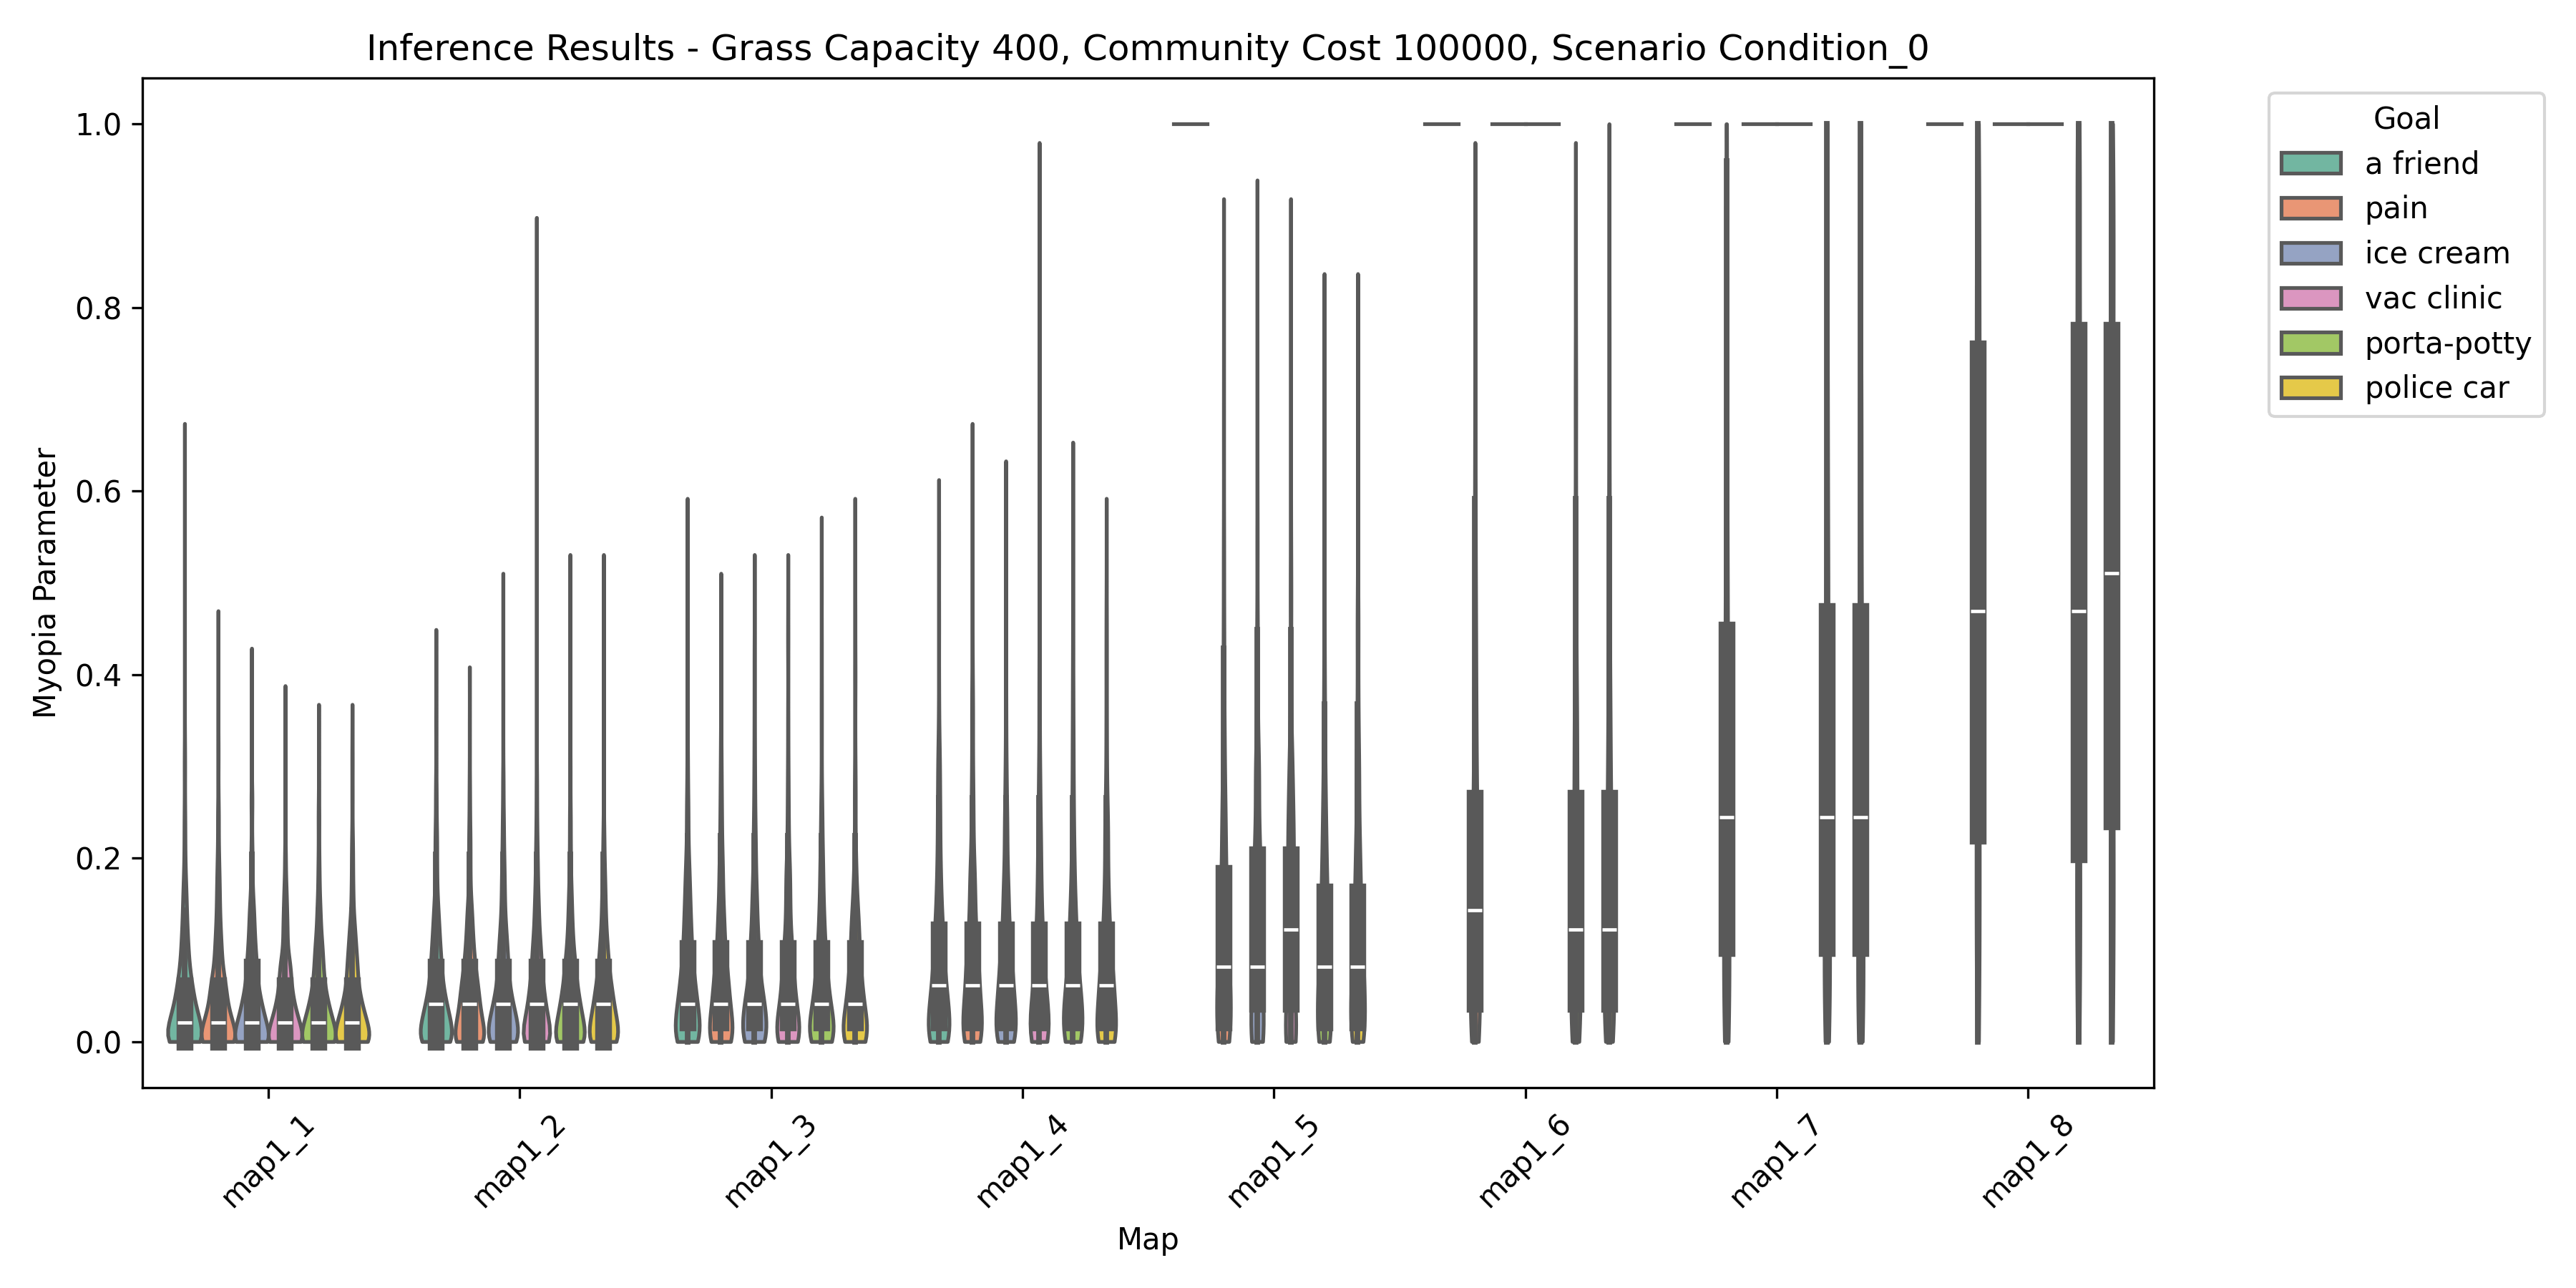 Inference Results - Grass Capacity 400, Community Cost 100000, Scenario Condition_0
Myopia Parameter
1.0
0.8
0.6
0.4
0.2
0.0
map1_1
map1_2
map1_3
map1_4
map1_5
map1_6
map1_7
map1_8
Map
Goal
a friend
pain
ice cream
vac clinic
porta-potty
police car